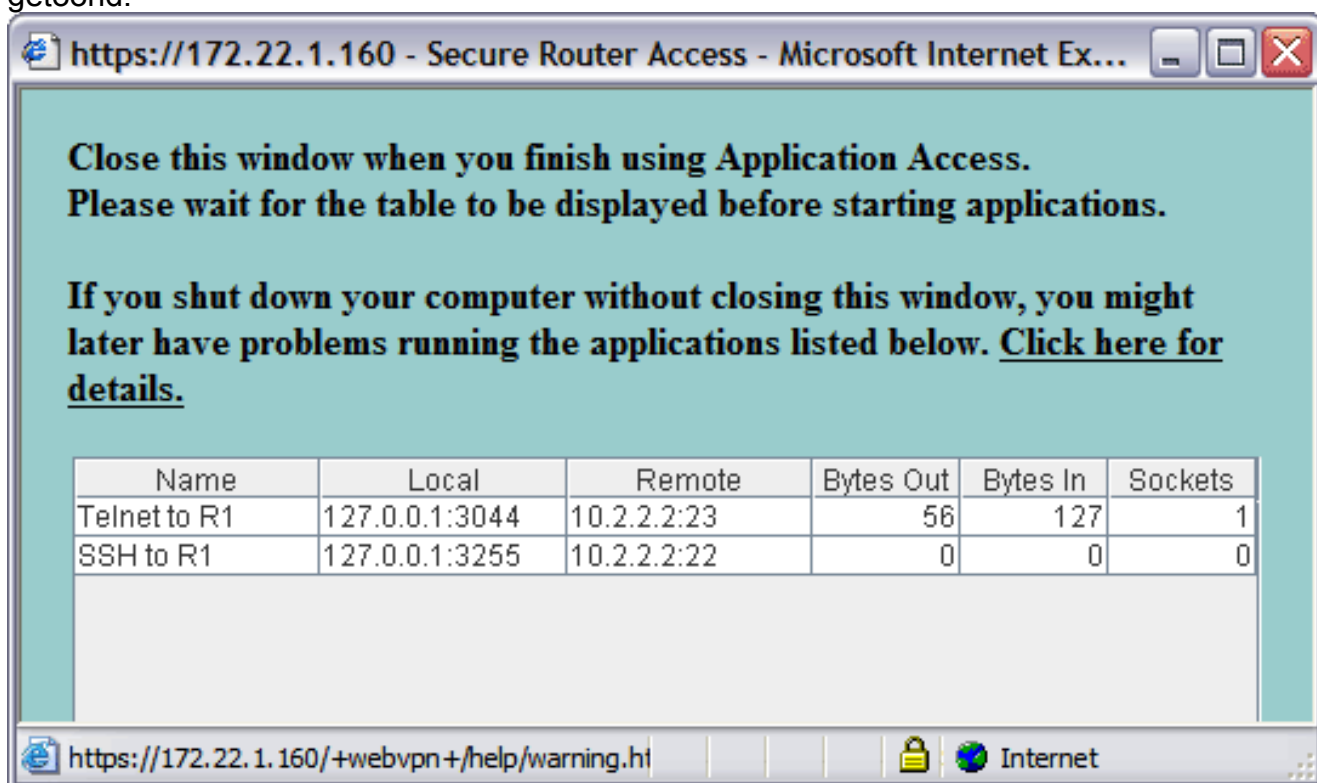 getoond.
https://172.22.1.160 - Secure Router Access - Microsoft Internet Ex...
Close this window when you finish using Application Access.
Please wait for the table to be displayed before starting applications.
If you shut down your computer without closing this window, you might
later have problems running the applications listed below. Click here for
details.
Name Local Remote Bytes Out Bytes In Sockets
Telnet to R1 127.0.0.1:3044 10.2.2.2:23 56 127 1
SSH to R1 127.0.0.1:3255 10.2.2.2:22 0 0 0
https://172.22.1.160/+webvpn+/help/warning.ht Internet